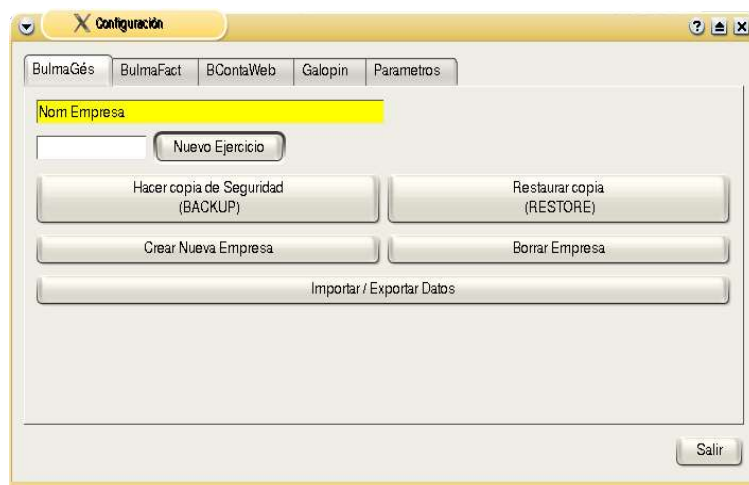 Configuración
BulmaGés BulmaFact BContaWeb Galopin Parametros
Nom Empresa
Nuevo Ejercicio
Hacer copia de Seguridad
(BACKUP)
Restaurar copia
(RESTORE)
Crear Nueva Empresa
Borrar Empresa
Importar / Exportar Datos
Salir